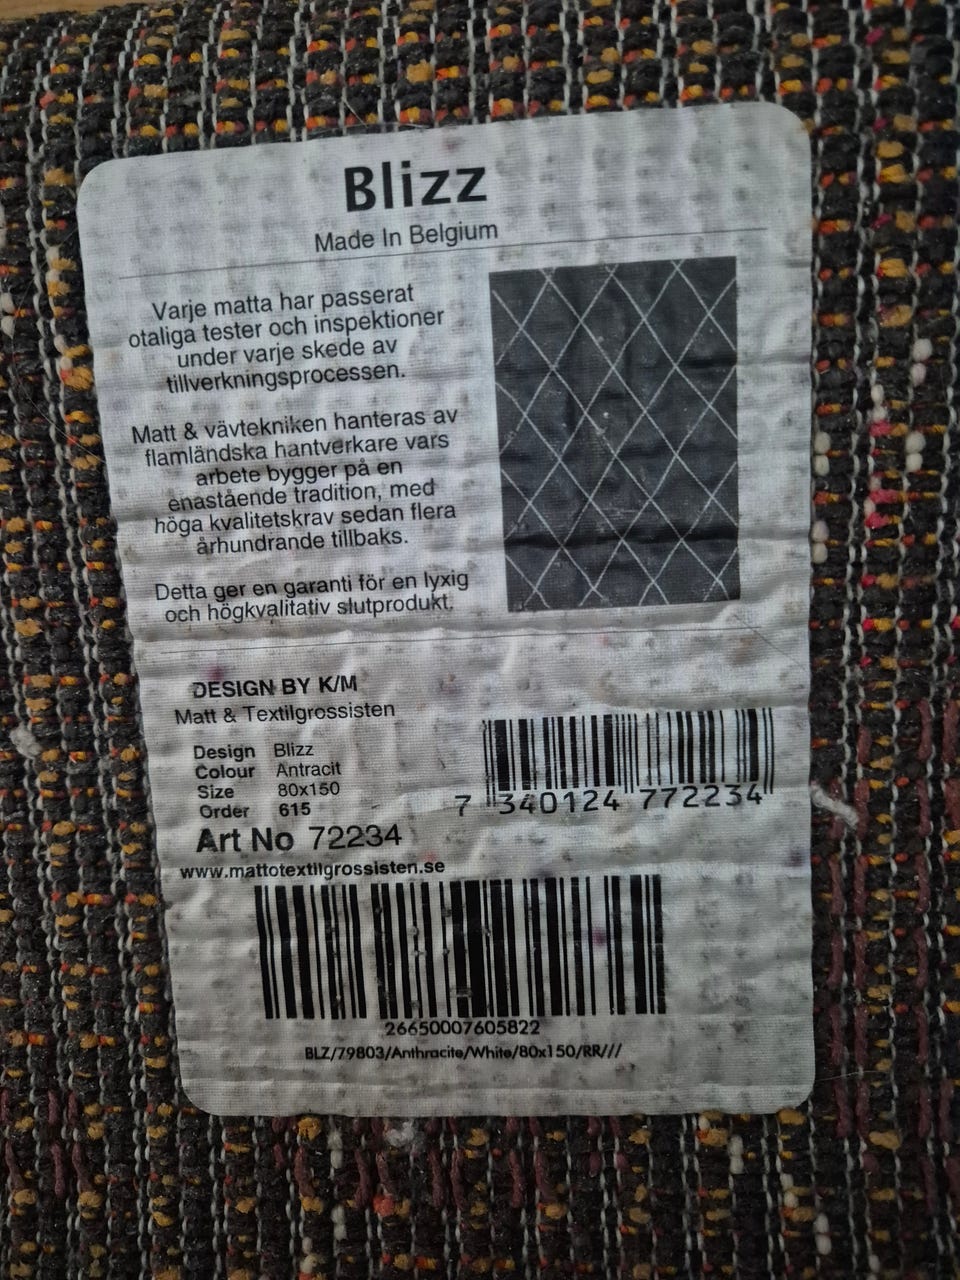 Blizz
Made In Belgium
Varje matta har passerat
otaliga tester och inspektioner
under varje skede av
tillverkningsprocessen.
Matt & vävtekniken hanteras av
flamländska hantverkare vars
arbete bygger på en
enastående tradition, med
höga kvalitetskrav sedan flera
århundrande tillbaks.
Detta ger en garanti för en lyxig
och högkvalitativ slutprodukt.
DESIGN BY K/M
Matt & Textilgrossisten
Design Blizz
Colour Antracit
Size 80x150
Order 615
Art No 72234
www.mattotextilgrossisten.se
7 340124 772234
26650007605822
BLZ/79803/Anthracite/White/80x150/RR///